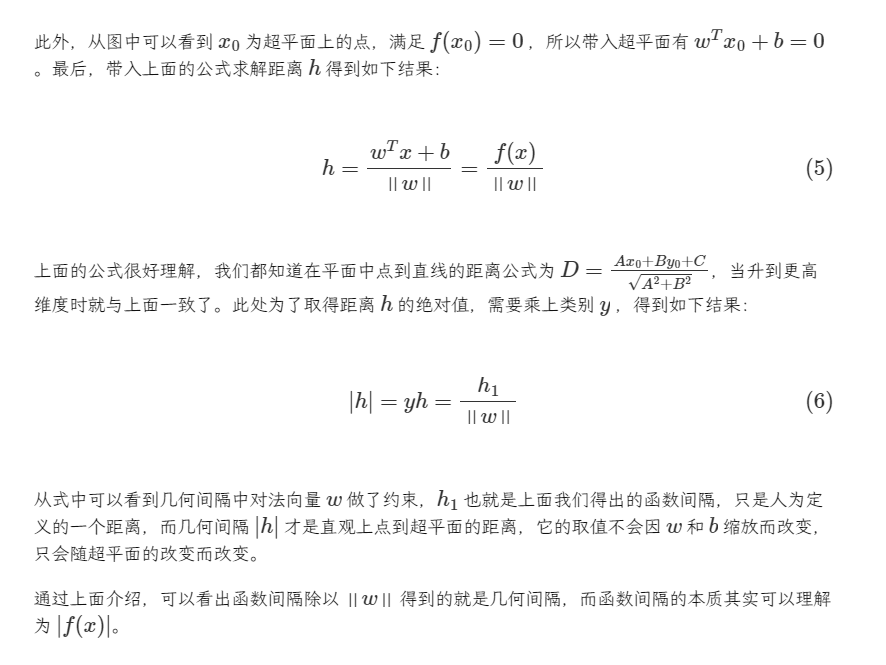 此外，从图中可以看到 x₀ 为超平面上的点，满足 f(x₀) = 0，所以带入超平面有 wᵀx₀ + b = 0
。最后，带入上面的公式求解距离 h 得到如下结果：
h = \frac{w^T x + b}{||w||} = \frac{f(x)}{||w||} (5)
上面的公式很好理解，我们都知道在平面中点到直线的距离公式为 D = \frac{Ax_0+By_0+C}{\sqrt{A^2+B^2}}，当升到更高
维度时就与上面一致了。此处为了取得距离 h 的绝对值，需要乘上类别 y，得到如下结果：
|h| = yh = \frac{h_1}{||w||} (6)
从式中可以看到几何间隔中对法向量 w 做了约束，h₁ 也就是上面我们得出的函数间隔，只是人为定
义的一个距离，而几何间隔 |h| 才是直观上点到超平面的距离，它的取值不会因 w 和 b 缩放而改变，
只会随超平面的改变而改变。
通过上面介绍，可以看出函数间隔除以 ||w|| 得到的就是几何间隔，而函数间隔的本质其实可以理解
为 |f(x)|。